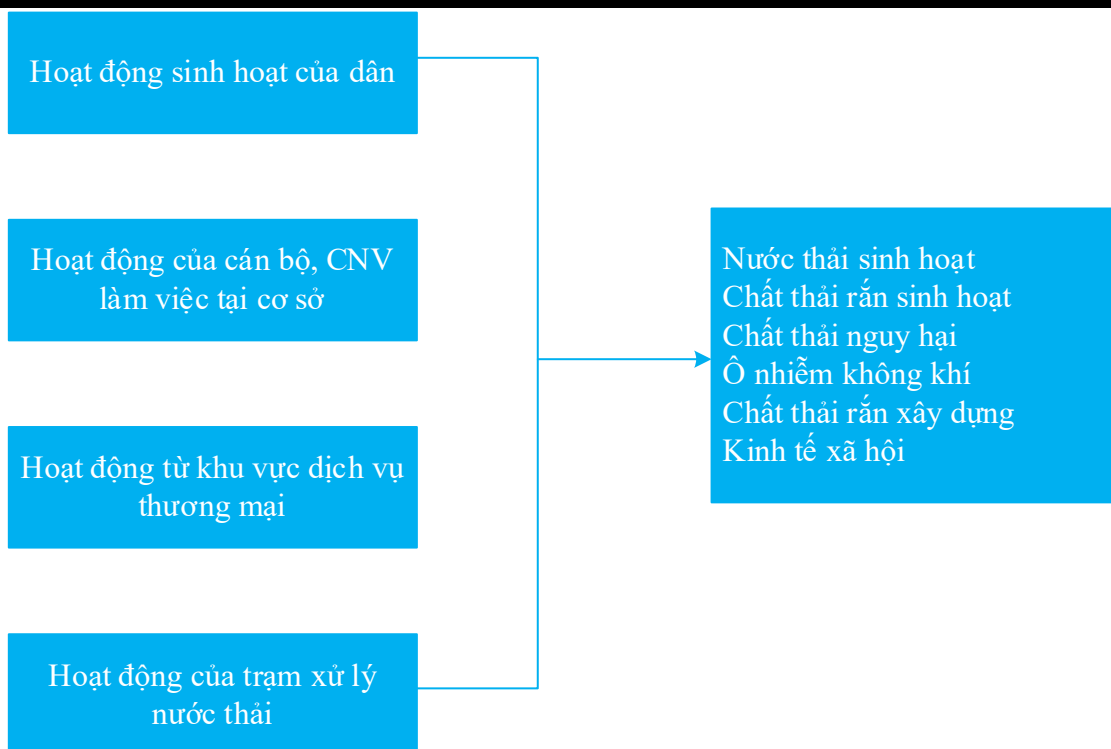 Hoạt động sinh hoạt của dân
Hoạt động của cán bộ, CNV
làm việc tại cơ sở
Hoạt động từ khu vực dịch vụ
thương mại
Hoạt động của trạm xử lý
nước thải
Nước thải sinh hoạt
Chất thải rắn sinh hoạt
Chất thải nguy hại
Ô nhiễm không khí
Chất thải rắn xây dựng
Kinh tế xã hội